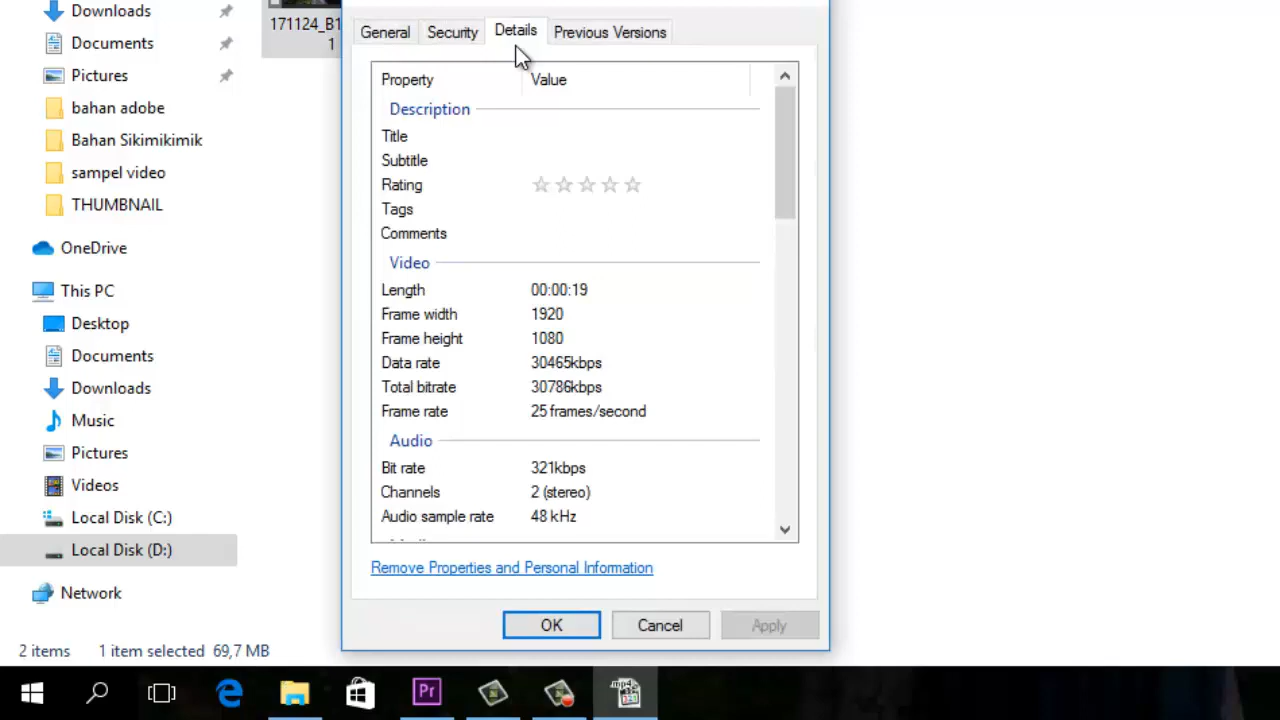 Downloads
Documents
Pictures
bahan adobe
Bahan Sikimikimik
sampel video
THUMBNAIL
OneDrive
This PC
Desktop
Documents
Downloads
Music
Pictures
Videos
Local Disk (C:)
Local Disk (D:)
Network
2 items 1 item selected 69,7 MB
171124_B1
1
General Security Details Previous Versions
Property Value
Description
Title
Subtitle
Rating
Tags
Comments
Video
Length 00:00:19
Frame width 1920
Frame height 1080
Data rate 30465kbps
Total bitrate 30786kbps
Frame rate 25 frames/second
Audio
Bit rate 321kbps
Channels 2 (stereo)
Audio sample rate 48 kHz
Remove Properties and Personal Information
OK Cancel Apply
Pr
mp4
321